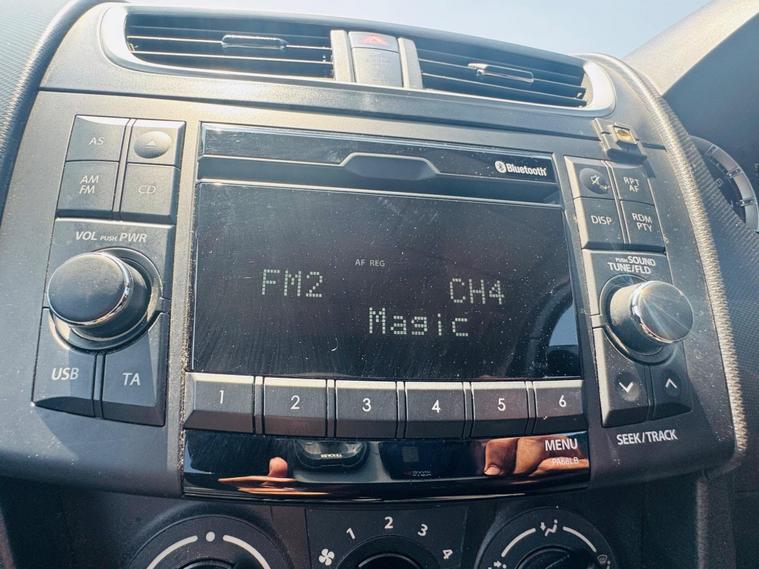 AS
AM
FM
CD
VOL PUSH PWR
USB
TA
Bluetooth
AF REG
FM2 CH4
Magic
RPT
AF
DISP
RDM
PTY
PUSH SOUND
TUNE/FLD
1 2 3 4 5 6
MENU
PA68LB
SEEK/TRACK
1 2 3 4